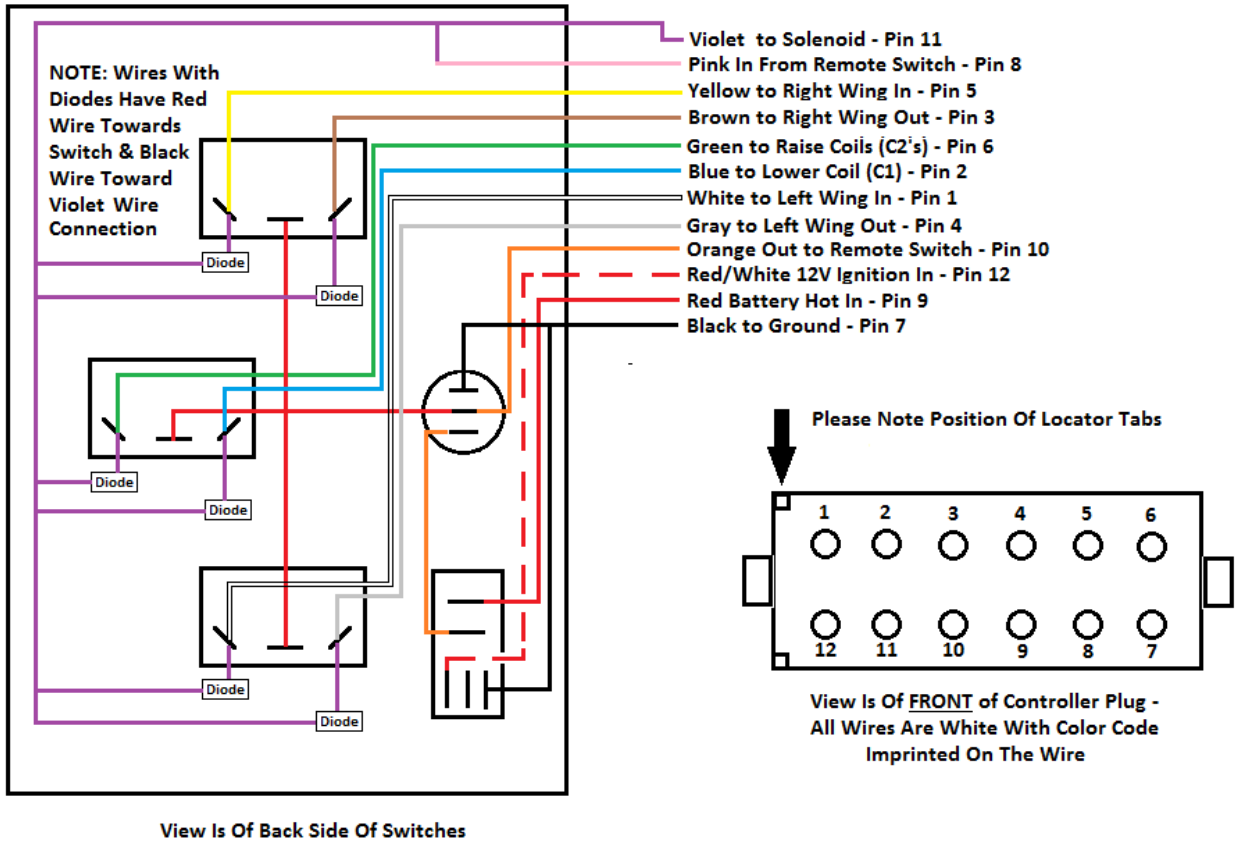 Violet to Solenoid - Pin 11
Pink In From Remote Switch - Pin 8
Yellow to Right Wing In - Pin 5
Brown to Right Wing Out - Pin 3
Green to Raise Coils (C2's) - Pin 6
Blue to Lower Coil (C1) - Pin 2
White to Left Wing In - Pin 1
Gray to Left Wing Out - Pin 4
Orange Out to Remote Switch - Pin 10
Red/White 12V Ignition In - Pin 12
Red Battery Hot In - Pin 9
Black to Ground - Pin 7
NOTE: Wires With
Diodes Have Red
Wire Towards
Switch & Black
Wire Toward
Violet Wire
Connection
Diode
Diode
Diode
Diode
Diode
Diode
Please Note Position Of Locator Tabs
1 2 3 4 5 6
12 11 10 9 8 7
View Is Of FRONT of Controller Plug -
All Wires Are White With Color Code
Imprinted On The Wire
View Is Of Back Side Of Switches